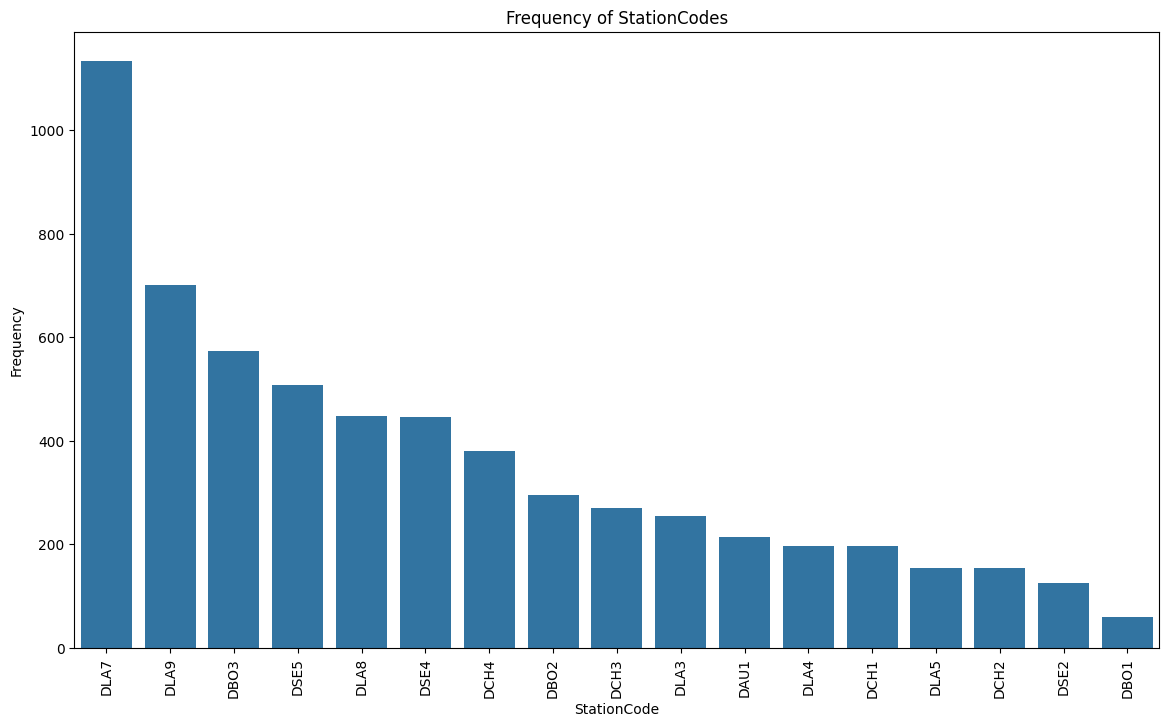 Frequency of StationCodes
Frequency
1000
800
600
400
200
0
DLA7 DLA9 DBO3 DSE5 DLA8 DSE4 DCH4 DBO2 DCH3 DLA3 DAU1 DLA4 DCH1 DLA5 DCH2 DSE2 DBO1
StationCode